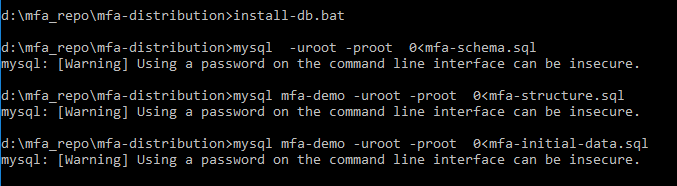 d:\mfa_repo\mfa-distribution>install-db.bat
d:\mfa_repo\mfa-distribution>mysql  -uroot -proot  0<mfa-schema.sql
mysql: [Warning] Using a password on the command line interface can be insecure.
d:\mfa_repo\mfa-distribution>mysql mfa-demo -uroot -proot  0<mfa-structure.sql
mysql: [Warning] Using a password on the command line interface can be insecure.
d:\mfa_repo\mfa-distribution>mysql mfa-demo -uroot -proot  0<mfa-initial-data.sql
mysql: [Warning] Using a password on the command line interface can be insecure.